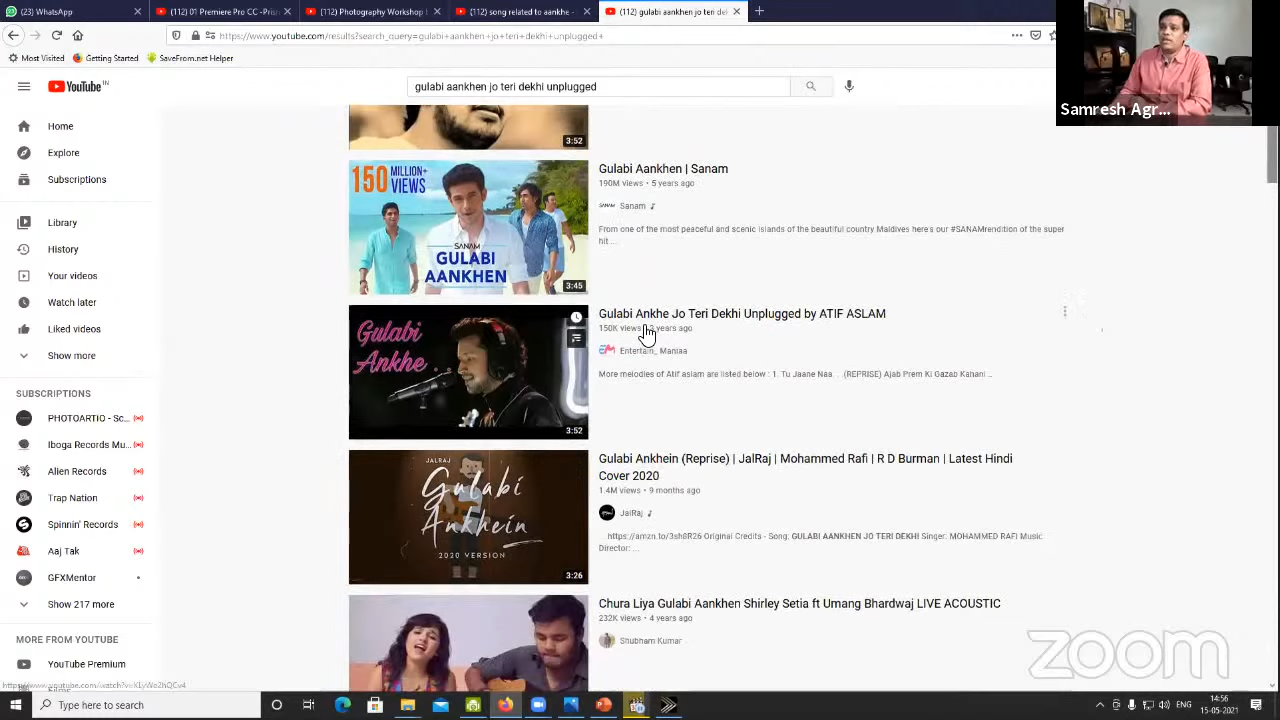 (23) WhatsApp
(112) 01 Premiere Pro CC - Princ
(112) Photography Workshop l
(112) song related to aankhe -
(112) gulabi aankhen jo teri dekh
https://www.youtube.com/results?search_query=gulabi+aankhen+jo+teri+dekhi+unplugged+
Most Visited
Getting Started
SaveFrom.net Helper
YouTube IN
gulabi aankhen jo teri dekhi unplugged
Samresh Agr...
Home
Explore
Subscriptions
Library
History
Your videos
Watch later
Liked videos
Show more
SUBSCRIPTIONS
PHOTOARTIO - Sc...
Iboga Records Mu...
Alien Records
Trap Nation
Spinnin' Records
Aaj Tak
GFXMentor
Show 217 more
MORE FROM YOUTUBE
YouTube Premium
3:52
150 MILLION+
VIEWS
SANAM
GULABI
AANKHEN
3:45
Gulabi Aankhen | Sanam
190M views • 5 years ago
SANAM Sanam
From one of the most peaceful and scenic islands of the beautiful country Maldives here's our #SANAMrendition of the super
hit ...
Gulabi
Ankhe . . .
3:52
Gulabi Ankhe Jo Teri Dekhi Unplugged by ATIF ASLAM
150K views years ago
Entertain_ Maniaa
More melodies of Atif aslam are listed below : 1. Tu Jaane Naa. . .(REPRISE) Ajab Prem Ki Gazab Kahani ...
JALRAJ
Gulabi
Ankhein
2020 VERSION
3:26
Gulabi Ankhein (Reprise) | JalRaj | Mohammed Rafi | R D Burman | Latest Hindi
Cover 2020
1.4M views • 9 months ago
JalRaj
https://amzn.to/3sh8R26 Original Credits - Song: GULABI AANKHEN JO TERI DEKHI Singer: MOHAMMED RAFI Music
Director: ...
Chura Liya Gulabi Aankhen Shirley Setia ft Umang Bhardwaj LIVE ACOUSTIC
232K views • 4 years ago
Shubham Kumar
zoom
Type here to search
ENG
14:56
15-05-2021